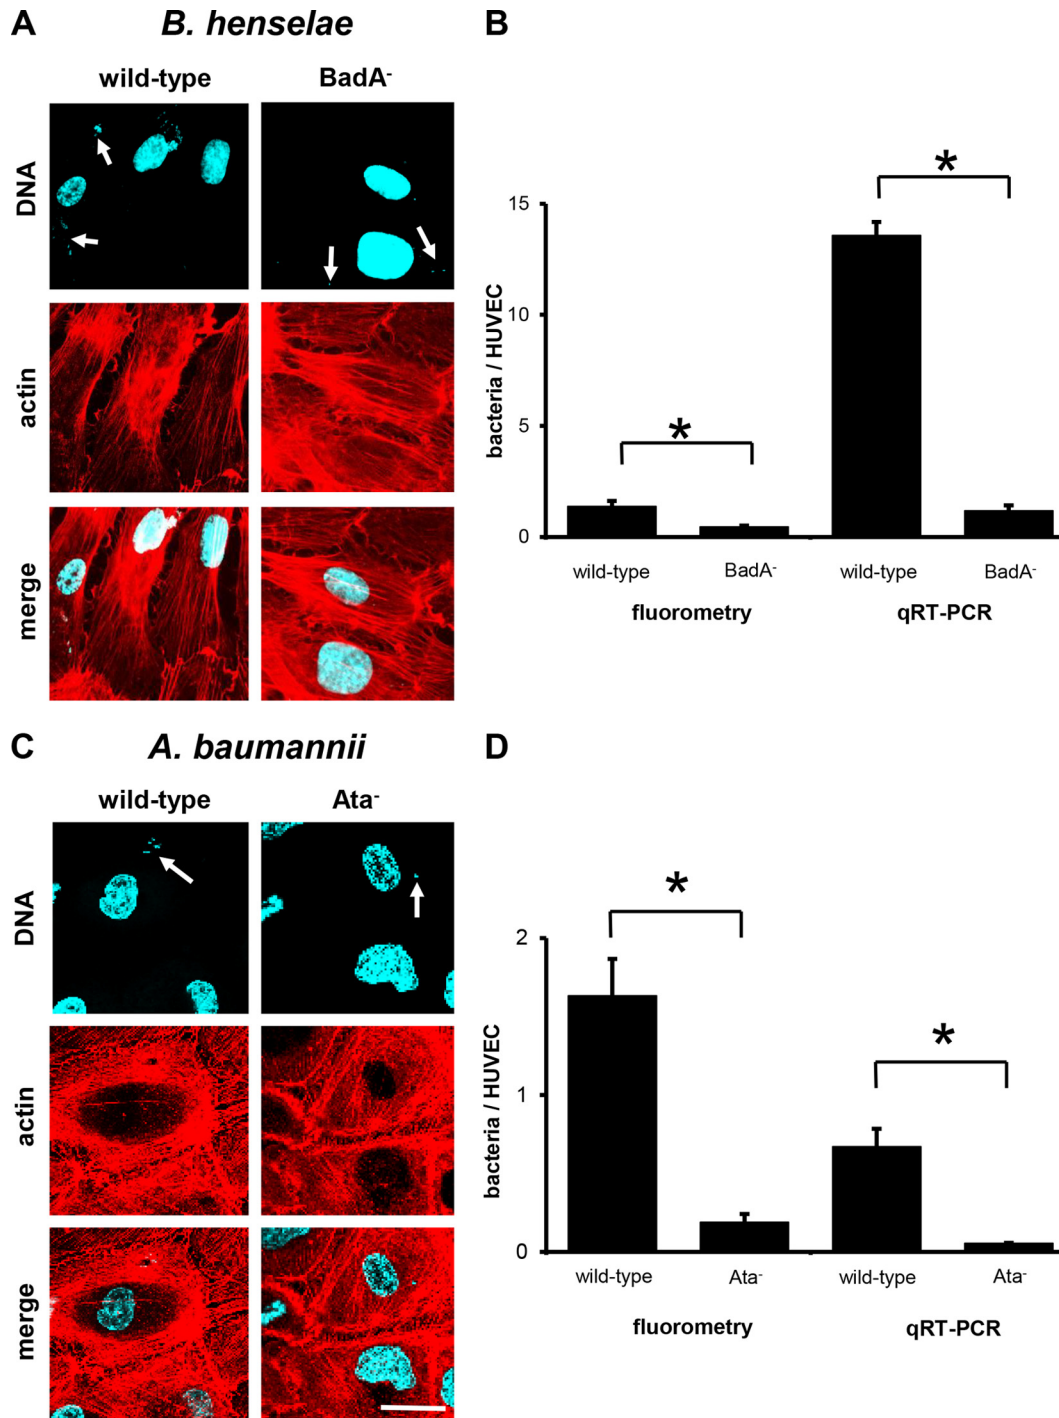 A
B. henselae
wild-type
BadA-
DNA
actin
merge
B
*
*
15
10
5
0
bacteria / HUVEC
wild-type
BadA-
wild-type
BadA-
fluorometry
qRT-PCR
C
A. baumannii
wild-type
Ata-
DNA
actin
merge
D
*
*
2
1
0
bacteria / HUVEC
wild-type
Ata-
wild-type
Ata-
fluorometry
qRT-PCR